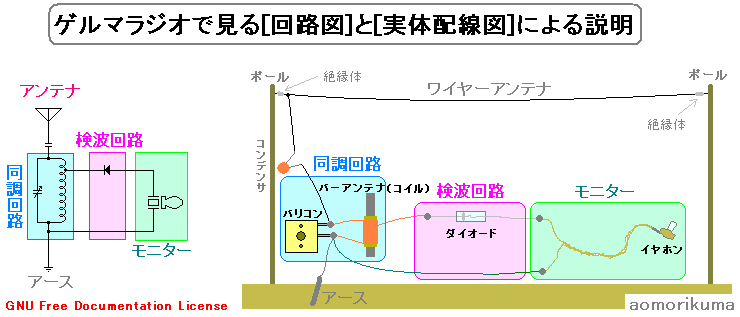 ゲルマラジオで見る[回路図]と[実体配線図]による説明
アンテナ
検波回路
同調回路
モニター
アース
GNU Free Documentation License
ポール
絶縁体
ワイヤーアンテナ
ポール
絶縁体
コンデンサ
同調回路
バーアンテナ(コイル)
バリコン
検波回路
ダイオード
モニター
イヤホン
アース
aomorikuma